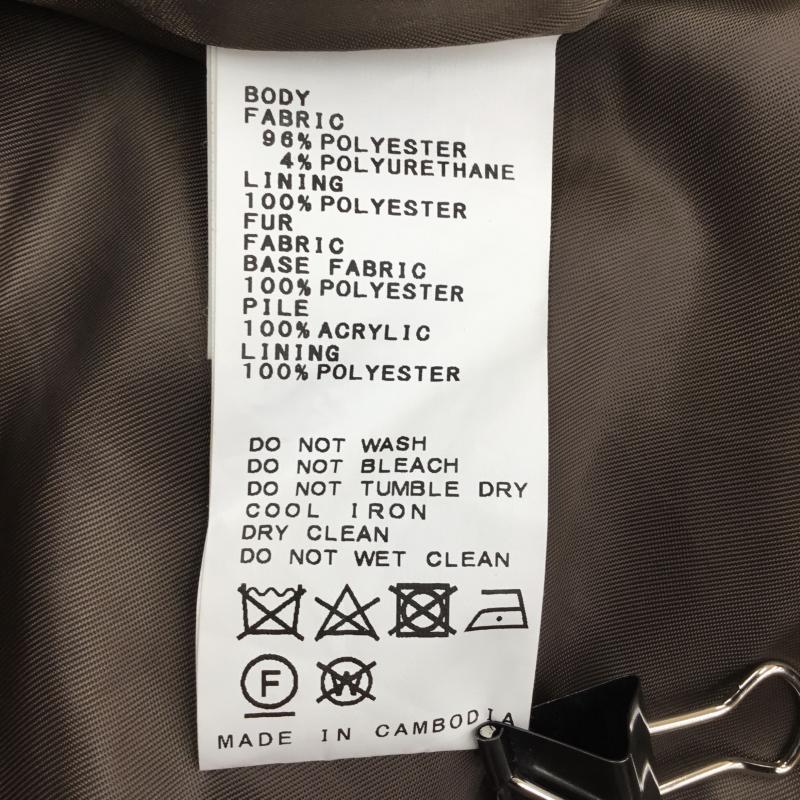 BODY
FABRIC
96% POLYESTER
4% POLYURETHANE
LINING
100% POLYESTER
FUR
FABRIC
BASE FABRIC
100% POLYESTER
PILE
100% ACRYLIC
LINING
100% POLYESTER
DO NOT WASH
DO NOT BLEACH
DO NOT TUMBLE DRY
COOL IRON
DRY CLEAN
DO NOT WET CLEAN
F W
MADE IN CAMBODIA